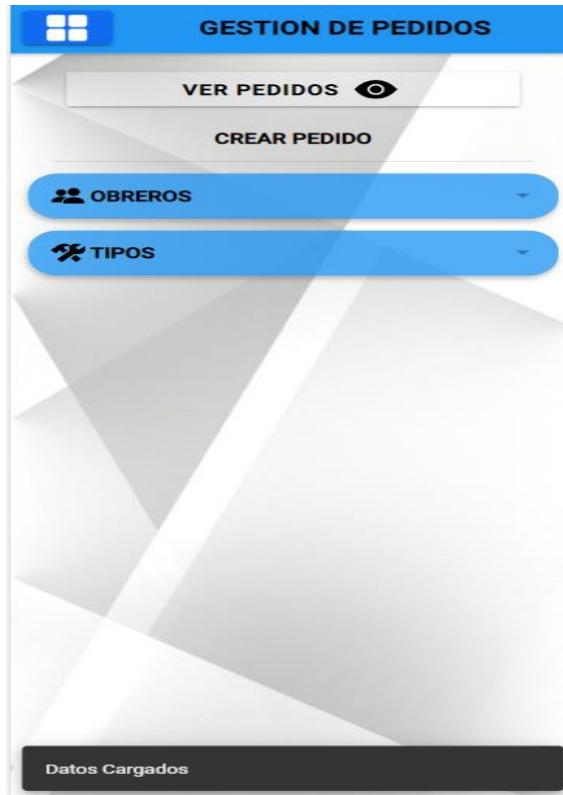 GESTION DE PEDIDOS
VER PEDIDOS
CREAR PEDIDO
OBREROS
TIPOS
Datos Cargados